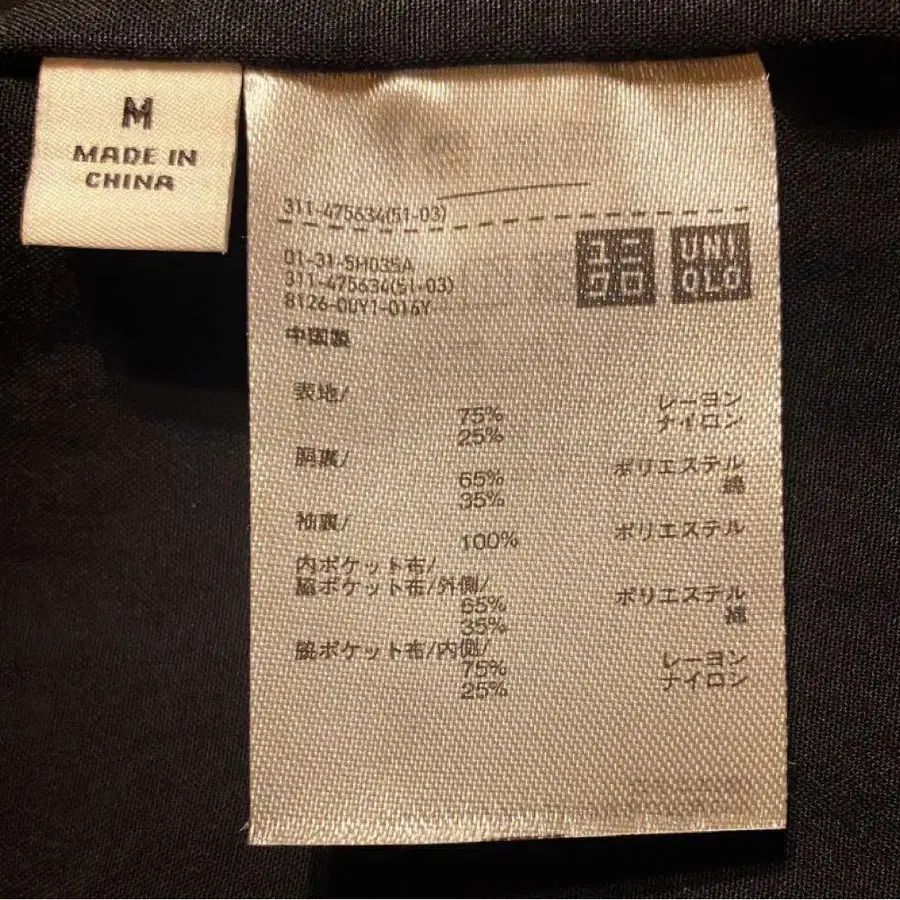 M
MADE IN
CHINA
311-475634(51-03)
ユニ
クロ
UNI
QLO
01-31-5H035A
311-475634(51-03)
8126-00Y1-016Y
中国製
表地/
75% レーヨン
25% ナイロン
胴裏/
65% ポリエステル
35% 綿
袖裏/
100% ポリエステル
内ポケット布/
脇ポケット布/外側/
65% ポリエステル
35% 綿
脇ポケット布/内側/
75% レーヨン
25% ナイロン